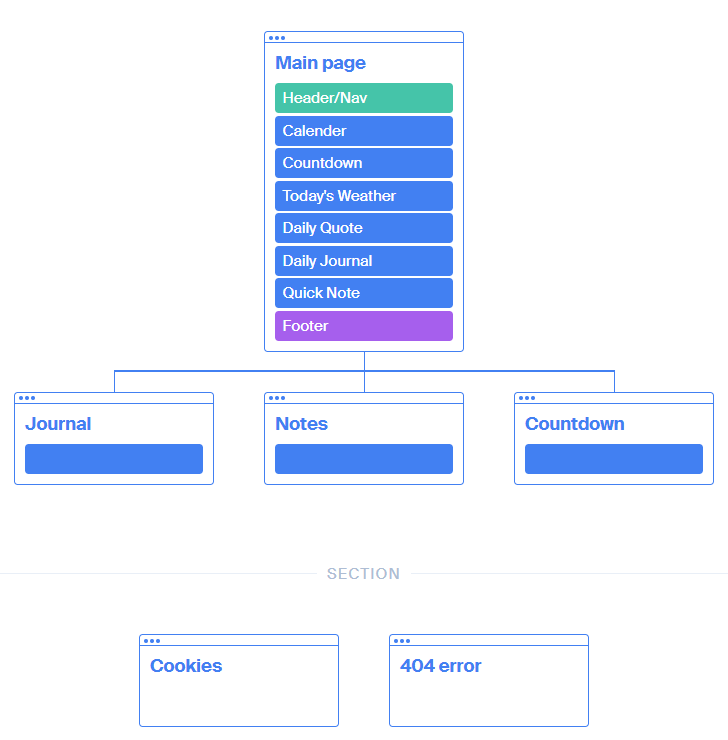 Main page
Header/Nav
Calender
Countdown
Today's Weather
Daily Quote
Daily Journal
Quick Note
Footer
Journal
Notes
Countdown
SECTION
Cookies
404 error